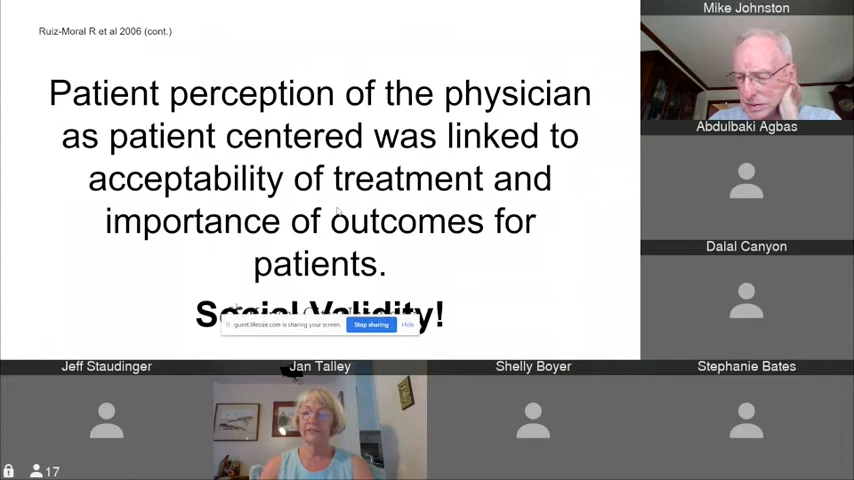 Ruiz-Moral R et al 2006 (cont.)
Patient perception of the physician
as patient centered was linked to
acceptability of treatment and
importance of outcomes for
patients.
Social Validity!
guest.lifesize.com is sharing your screen.
Stop sharing
Hide
Mike Johnston
Abdulbaki Agbas
Dalal Canyon
Jeff Staudinger
Jan Talley
Shelly Boyer
Stephanie Bates
17